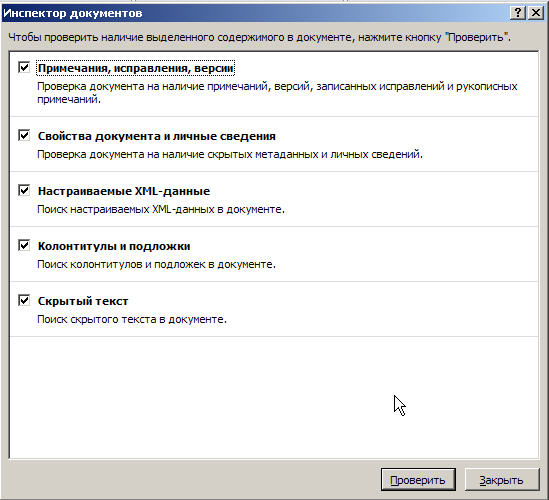 Инспектор документов
Чтобы проверить наличие выделенного содержимого в документе, нажмите кнопку "Проверить".
Примечания, исправления, версии
Проверка документа на наличие примечаний, версий, записанных исправлений и рукописных
примечаний.
Свойства документа и личные сведения
Проверка документа на наличие скрытых метаданных и личных сведений.
Настраиваемые XML-данные
Поиск настраиваемых XML-данных в документе.
Колонтитулы и подложки
Поиск колонтитулов и подложек в документе.
Скрытый текст
Поиск скрытого текста в документе.
Проверить Закрыть